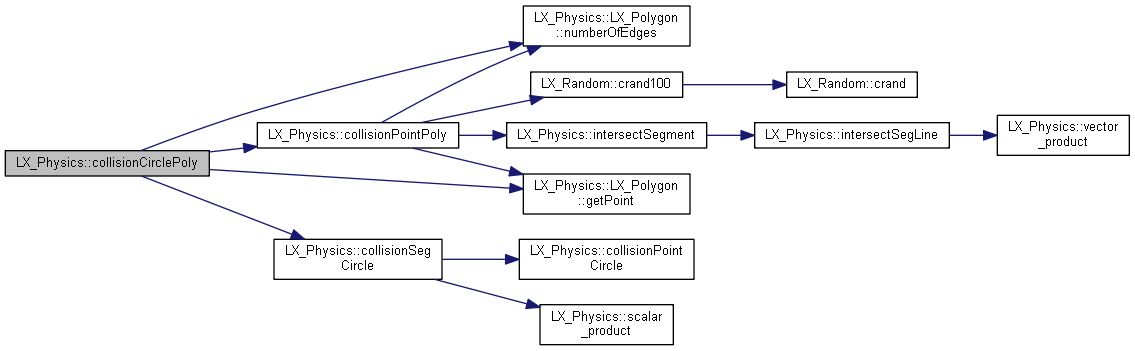 LX_Physics::collisionCirclePoly
LX_Physics::collisionPointPoly
LX_Physics::collisionSeg
Circle
LX_Physics::LX_Polygon
::numberOfEdges
LX_Random::crand100
LX_Physics::intersectSegment
LX_Physics::LX_Polygon
::getPoint
LX_Physics::collisionPoint
Circle
LX_Physics::scalar
_product
LX_Random::crand
LX_Physics::intersectSegLine
LX_Physics::vector
_product